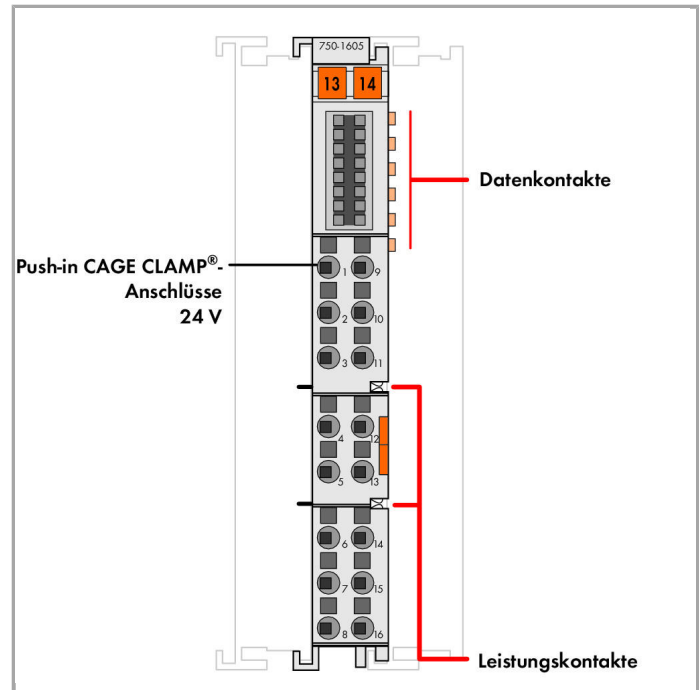 750-1605
13 14
Datenkontakte
Push-in CAGE CLAMP®-
Anschlüsse
24 V
1 9
2 10
3 11
4 12
5 13
6 14
7 15
8 16
Leistungskontakte